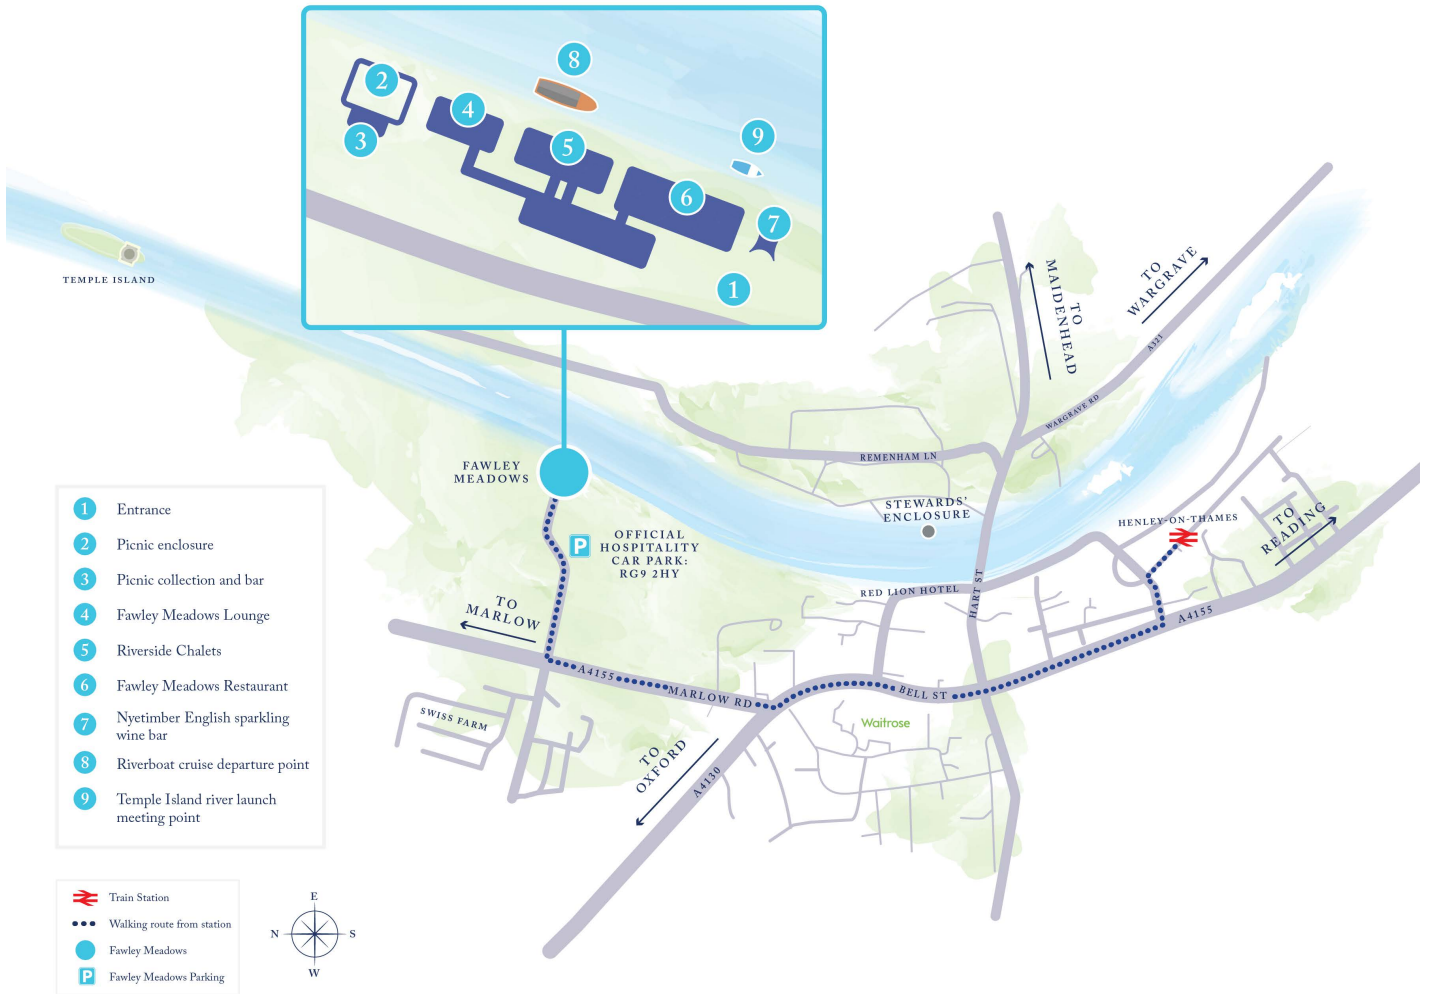 8
2
4
9
3
5
6
7
1
TEMPLE ISLAND
TO
MAIDENHEAD
TO
WARGRAVE
A321
WARGRAVE RD
REMENHAM LN
FAWLEY
MEADOWS
STEWARDS'
ENCLOSURE
HENLEY-ON-THAMES
TO
READING
P
OFFICIAL
HOSPITALITY
CAR PARK:
RG9 2HY
RED LION HOTEL
HART ST
TO
MARLOW
A4155
A4155
MARLOW RD
BELL ST
SWISS FARM
Waitrose
TO
OXFORD
A4130
1 Entrance
2 Picnic enclosure
3 Picnic collection and bar
4 Fawley Meadows Lounge
5 Riverside Chalets
6 Fawley Meadows Restaurant
7 Nyetimber English sparkling
wine bar
8 Riverboat cruise departure point
9 Temple Island river launch
meeting point
Train Station
Walking route from station
Fawley Meadows
P Fawley Meadows Parking
E
N S
W